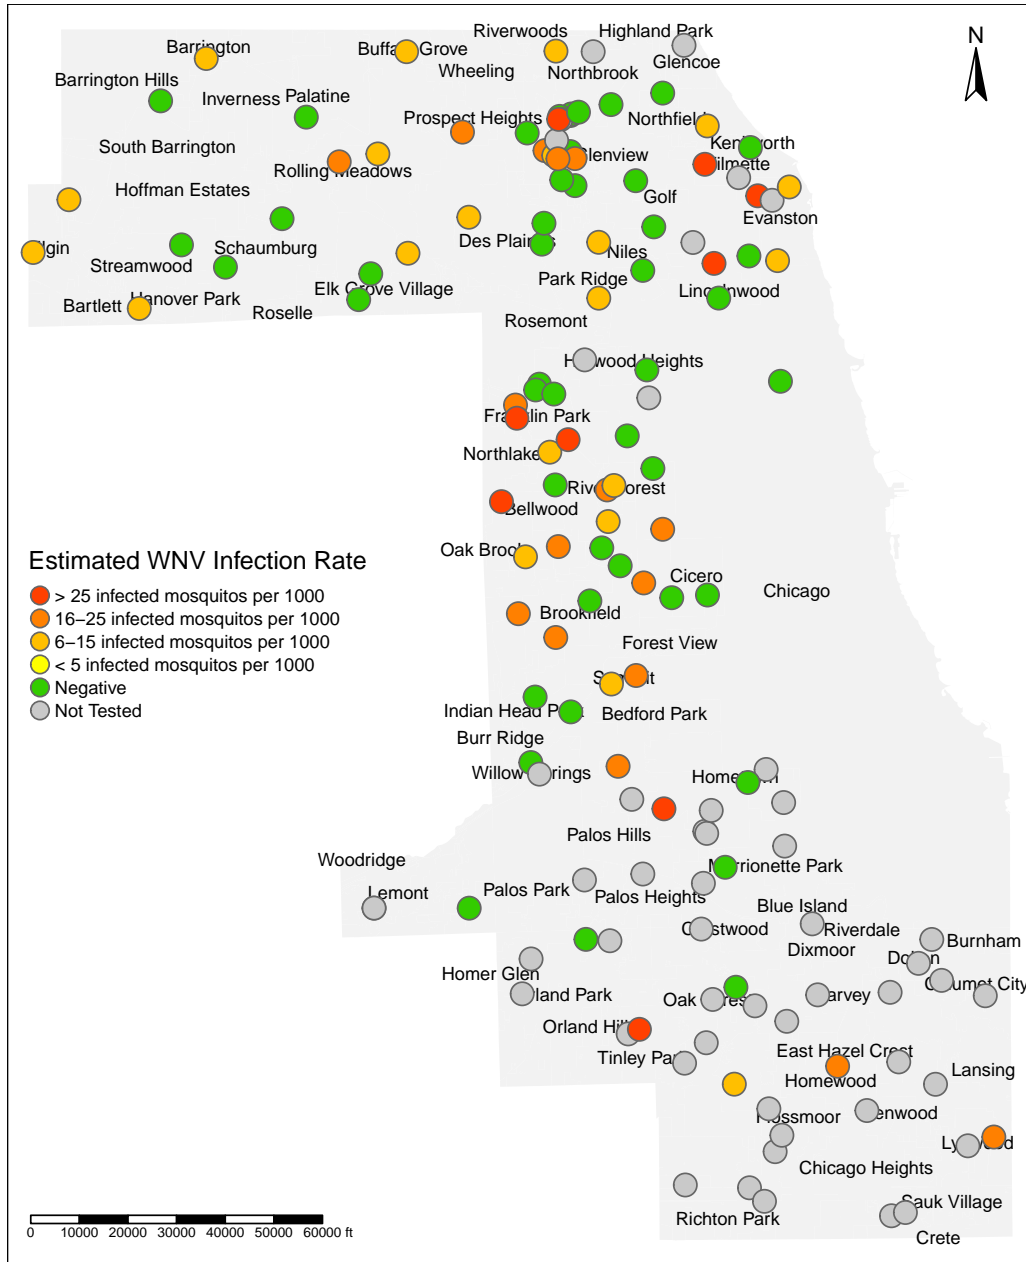 Riverwoods
Highland Park
N
Barrington
Buffalo Grove
Glencoe
Wheeling
Northbrook
Barrington Hills
Inverness
Palatine
Prospect Heights
Northfield
South Barrington
Kenilworth
Rolling Meadows
Glenview
Wilmette
Hoffman Estates
Golf
Evanston
Elgin
Schaumburg
Des Plaines
Niles
Streamwood
Park Ridge
Elk Grove Village
Lincolnwood
Bartlett
Hanover Park
Roselle
Rosemont
Harwood Heights
Franklin Park
Northlake
River Forest
Bellwood
Oak Brook
Estimated WNV Infection Rate
> 25 infected mosquitos per 1000
16−25 infected mosquitos per 1000
6−15 infected mosquitos per 1000
< 5 infected mosquitos per 1000
Negative
Not Tested
Cicero
Chicago
Brookfield
Forest View
Summit
Indian Head Park
Bedford Park
Burr Ridge
Willow Springs
Hometown
Palos Hills
Woodridge
Merrionette Park
Lemont
Palos Park
Palos Heights
Blue Island
Crestwood
Riverdale
Dixmoor
Burnham
Dolton
Homer Glen
Calumet City
Orland Park
Oak Forest
Harvey
Orland Hills
Tinley Park
East Hazel Crest
Homewood
Lansing
Flossmoor
Glenwood
Lynwood
Chicago Heights
Sauk Village
Richton Park
Crete
0 10000 20000 30000 40000 50000 60000 ft